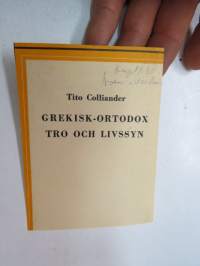 Tito Colliander
GREKISK-ORTODOX
TRO OCH LIVSSYN